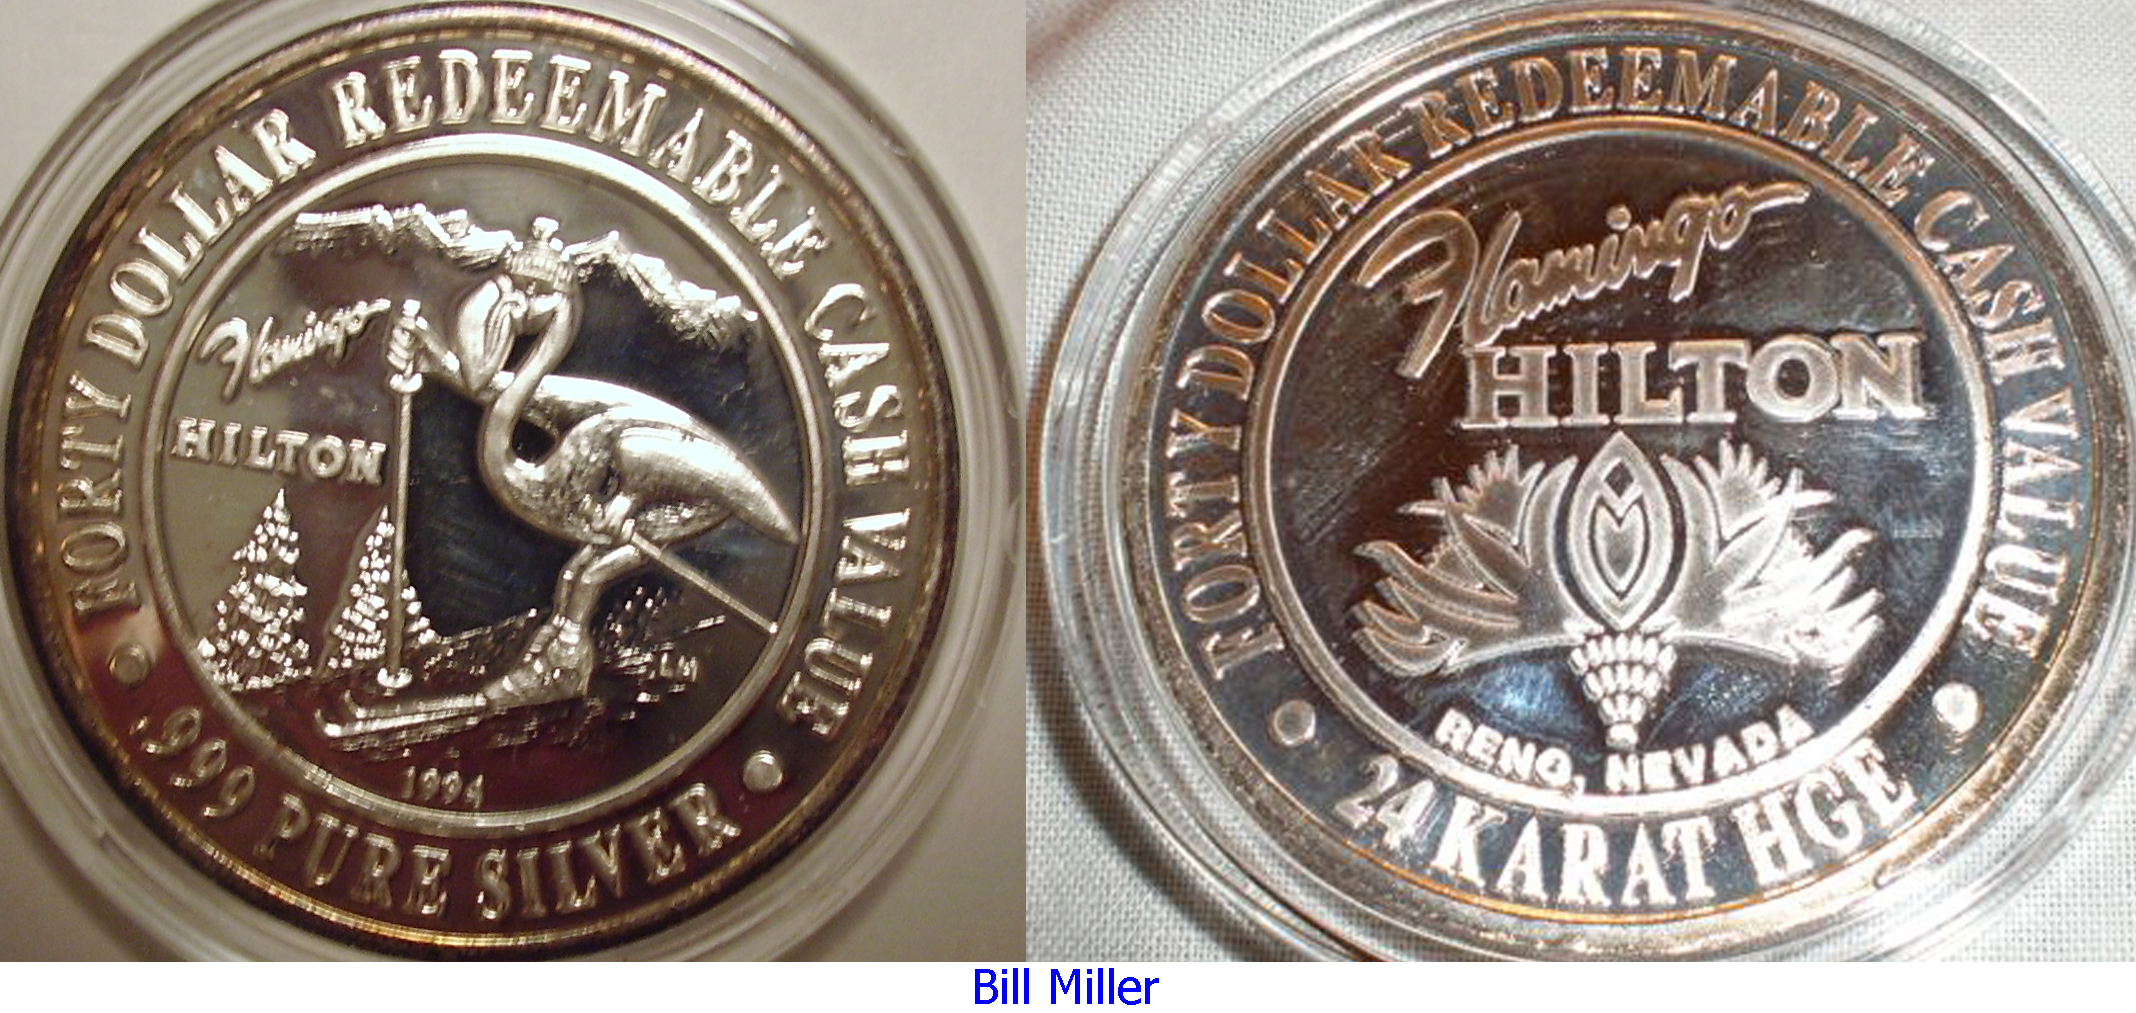 FORTY DOLLAR REDEEMABLE CASH VALUE
Flamingo
HILTON
1994
.999 PURE SILVER
FORTY DOLLAR REDEEMABLE CASH VALUE
Flamingo
HILTON
RENO, NEVADA
24 KARAT HGE
Bill Miller